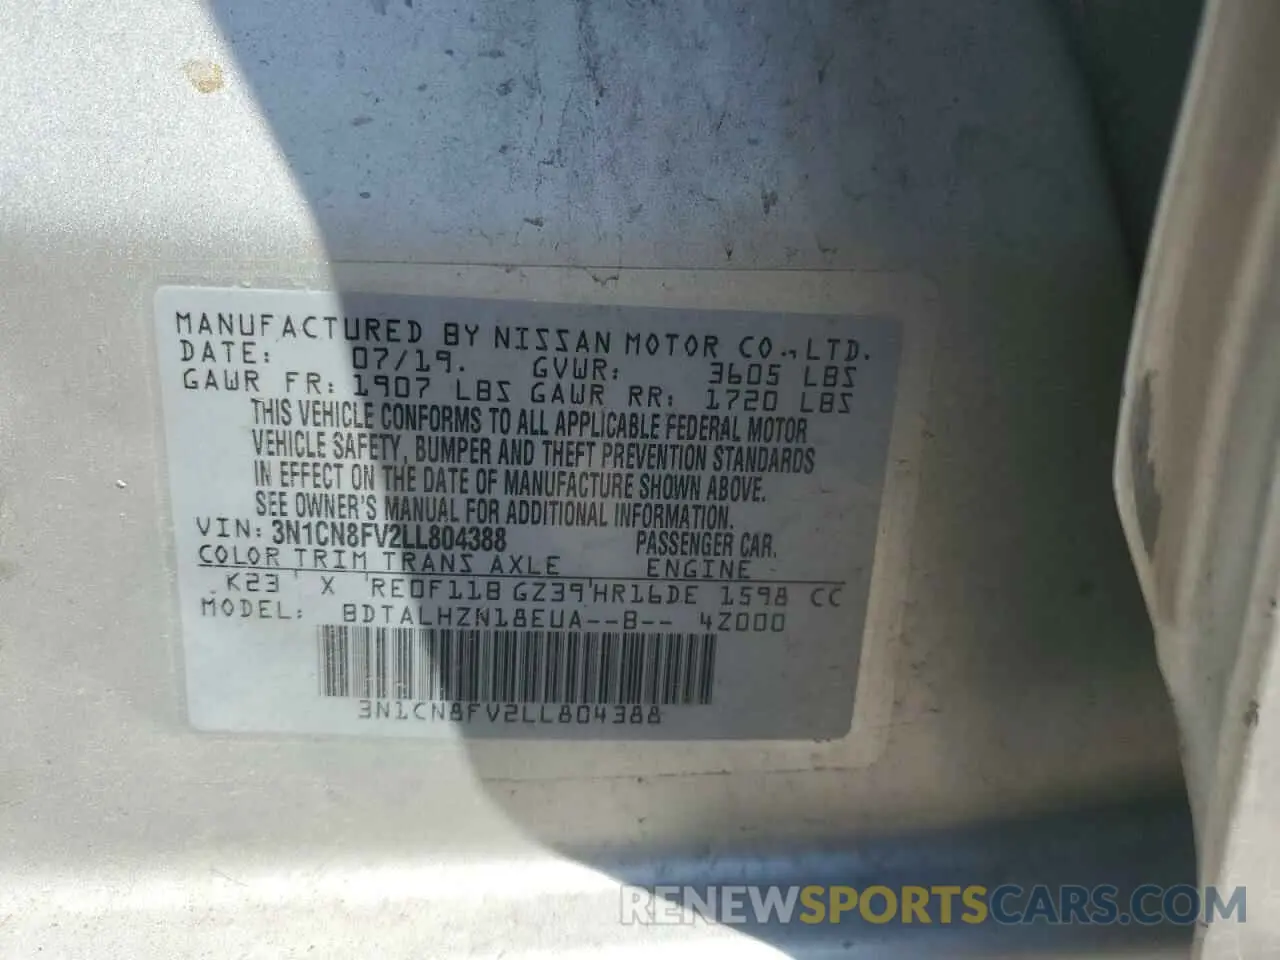 MANUFACTURED BY NISSAN MOTOR CO., LTD.
DATE: 07/19. GVWR: 3605 LBS
GAWR FR: 1907 LBS GAWR RR: 1720 LBS
THIS VEHICLE CONFORMS TO ALL APPLICABLE FEDERAL MOTOR
VEHICLE SAFETY, BUMPER AND THEFT PREVENTION STANDARDS
IN EFFECT ON THE DATE OF MANUFACTURE SHOWN ABOVE.
SEE OWNER'S MANUAL FOR ADDITIONAL INFORMATION.
VIN: 3N1CN8FV2LL804388 PASSENGER CAR.
COLOR TRIM TRANS AXLE ENGINE
K23 X RE0F11B GZ39 HR16DE 1598 CC
MODEL: BDTALHZN18EUA--B-- 4Z000
3N1CN8FV2LL804388
RENEWSPORTSCARS.COM